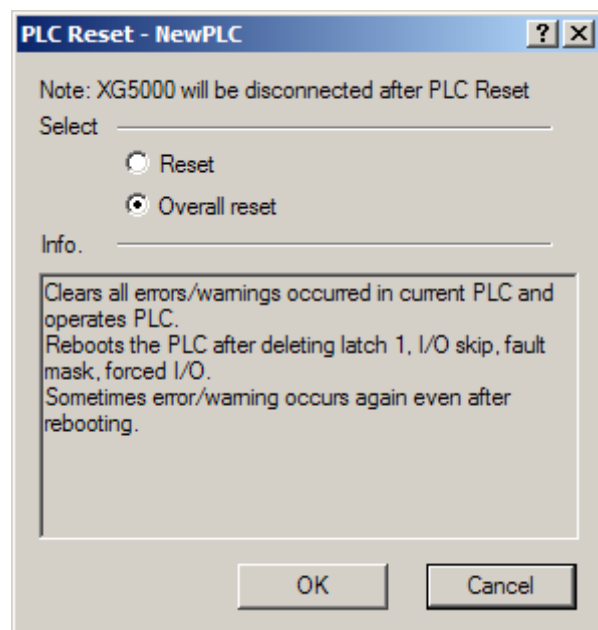 PLC Reset - NewPLC
Note: XG5000 will be disconnected after PLC Reset
Select
Reset
Overall reset
Info.
Clears all errors/warnings occurred in current PLC and
operates PLC.
Reboots the PLC after deleting latch 1, I/O skip, fault
mask, forced I/O.
Sometimes error/warning occurs again even after
rebooting.
OK
Cancel